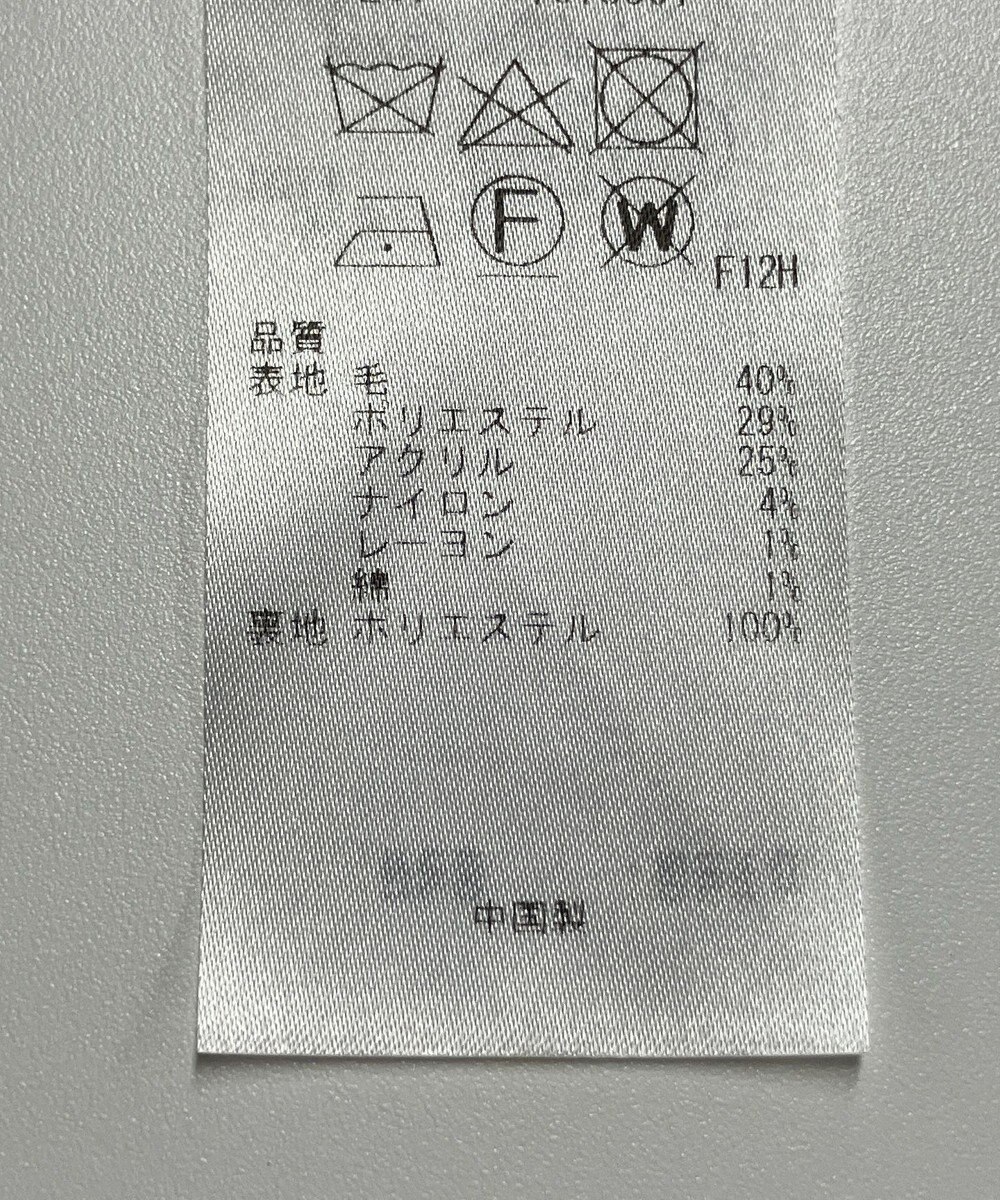 F
W
F12H
品質
表地 毛 40%
ポリエステル 29%
アクリル 25%
ナイロン 4%
レーヨン 1%
綿 1%
裏地 ポリエステル 100%
中国製